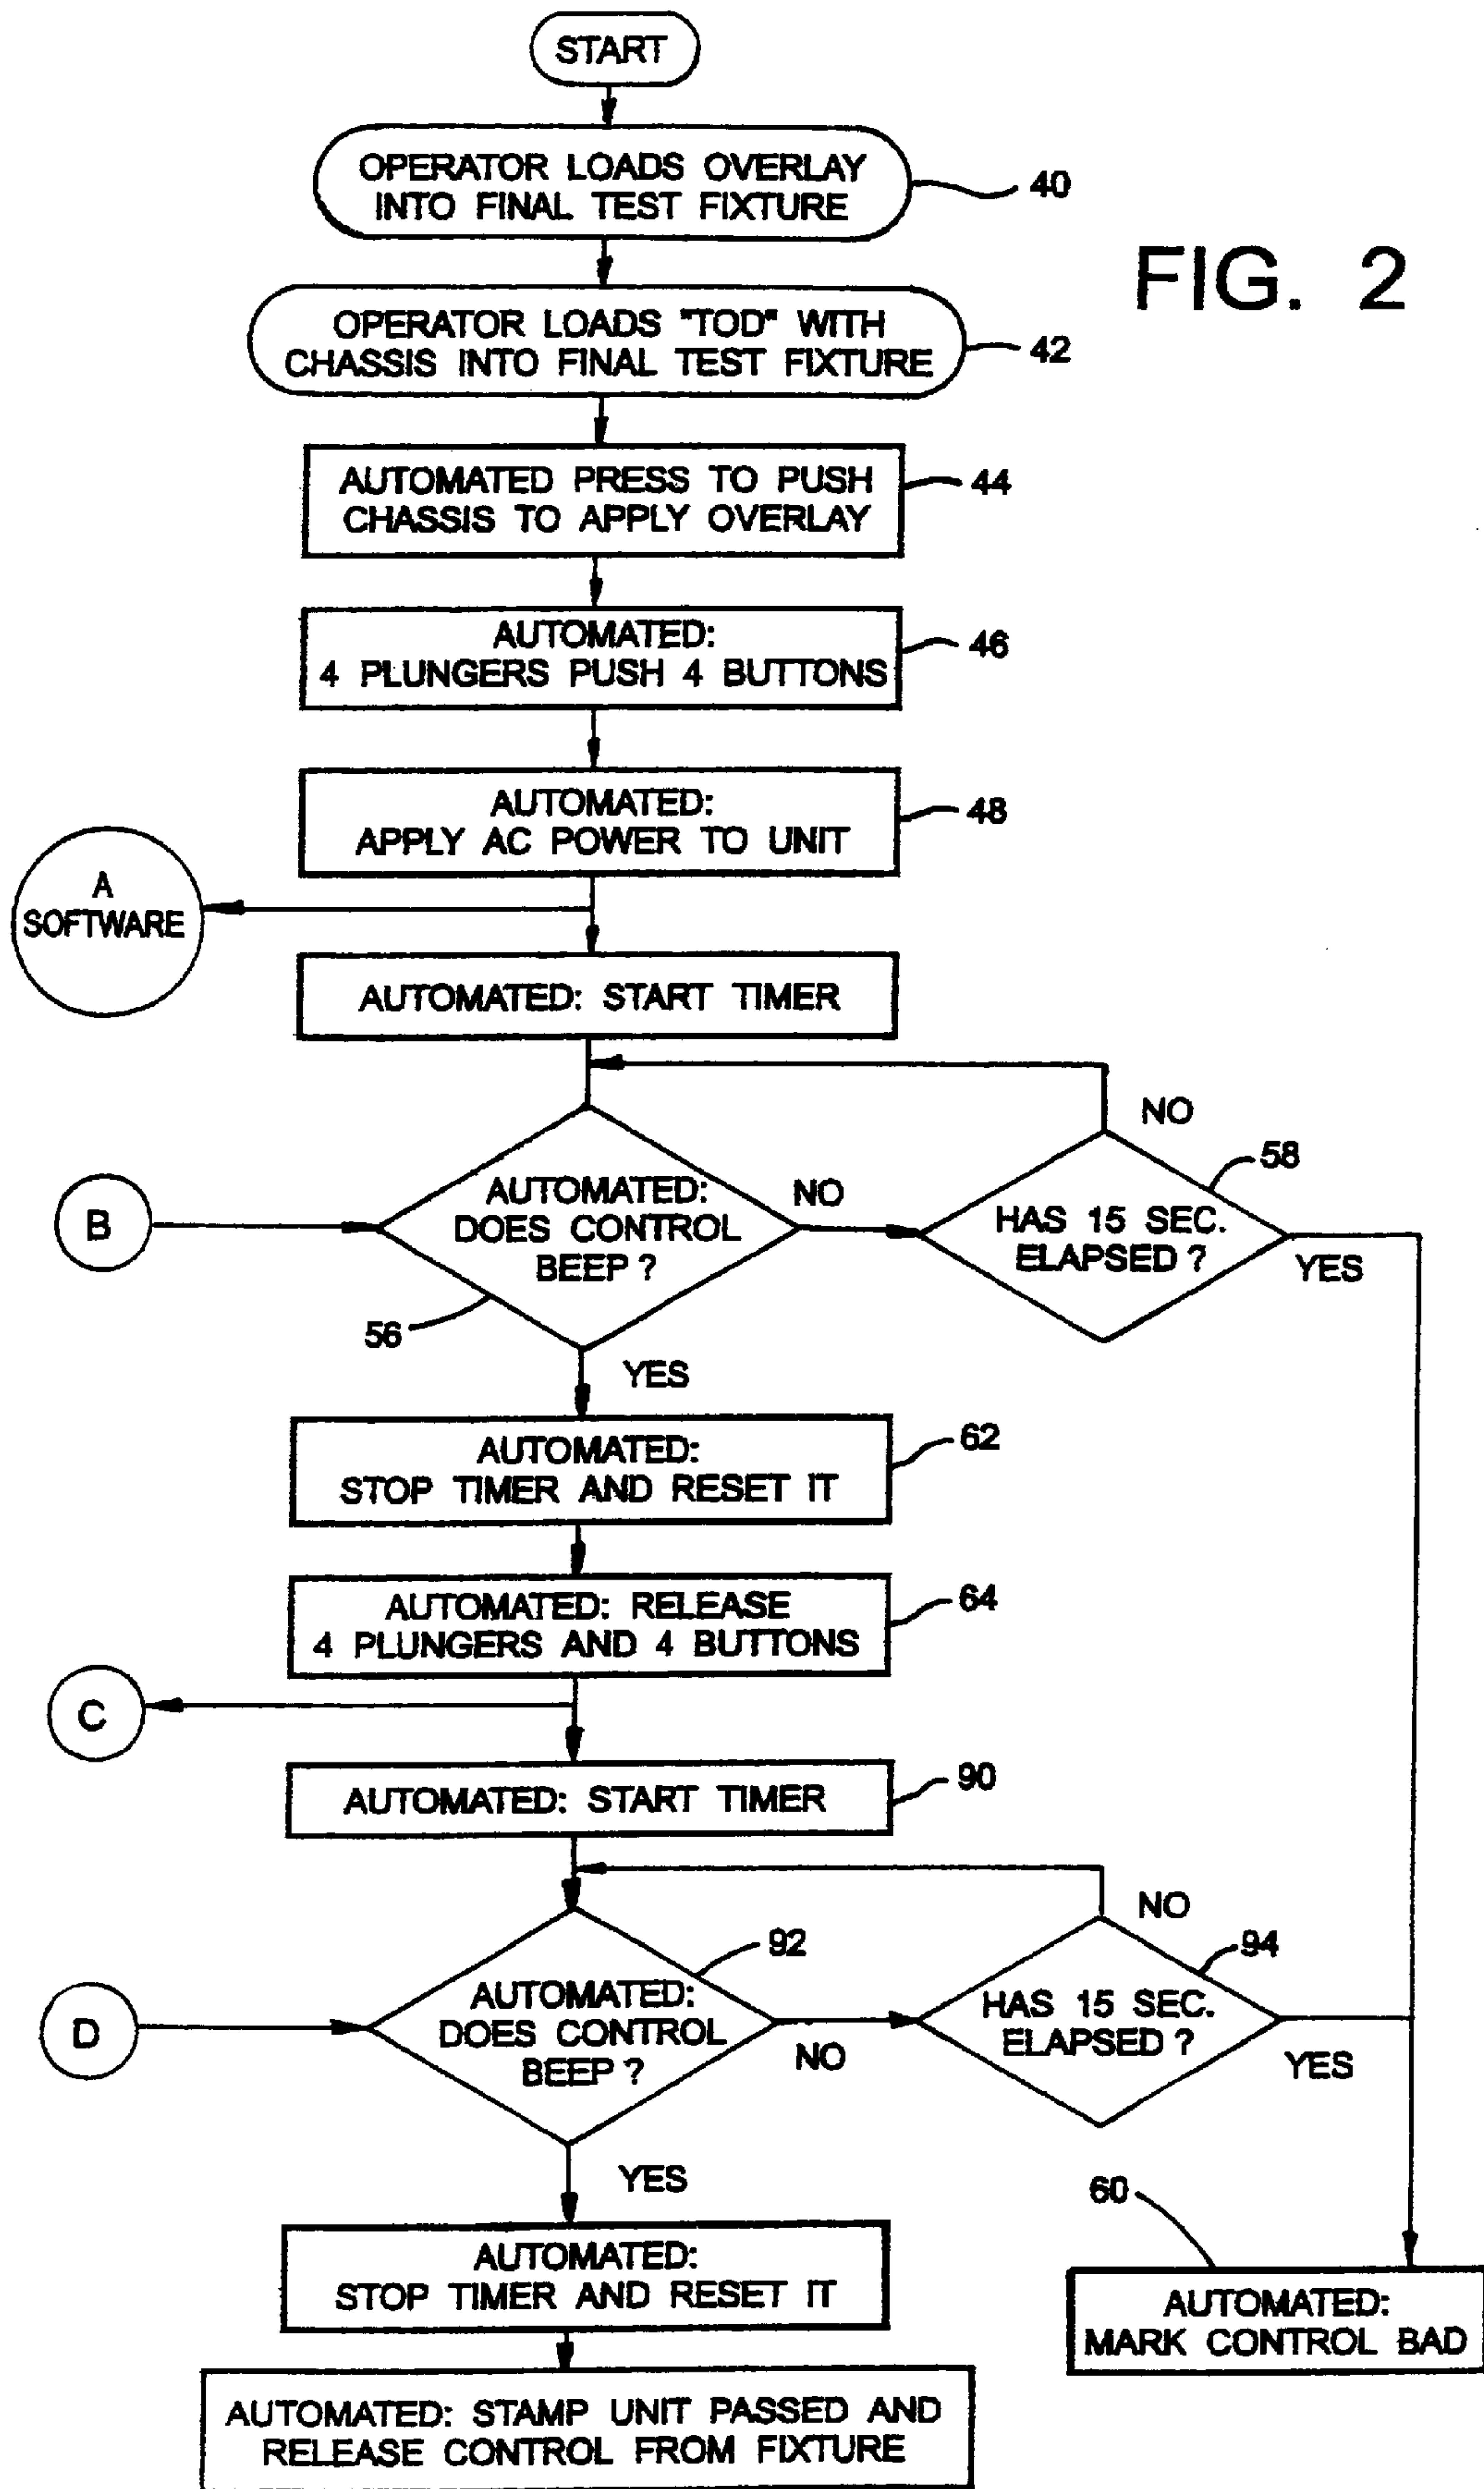 START
OPERATOR LOADS OVERLAY
INTO FINAL TEST FIXTURE
40
FIG. 2
OPERATOR LOADS "TOD" WITH
CHASSIS INTO FINAL TEST FIXTURE
42
AUTOMATED PRESS TO PUSH
CHASSIS TO APPLY OVERLAY
44
AUTOMATED:
4 PLUNGERS PUSH 4 BUTTONS
46
AUTOMATED:
APPLY AC POWER TO UNIT
48
A
SOFTWARE
AUTOMATED: START TIMER
NO
58
B
AUTOMATED:
DOES CONTROL
BEEP ?
NO
HAS 15 SEC.
ELAPSED ?
YES
56
YES
AUTOMATED:
STOP TIMER AND RESET IT
62
AUTOMATED: RELEASE
4 PLUNGERS AND 4 BUTTONS
64
C
AUTOMATED: START TIMER
90
NO
92
94
D
AUTOMATED:
DOES CONTROL
BEEP ?
NO
HAS 15 SEC.
ELAPSED ?
YES
YES
60
AUTOMATED:
STOP TIMER AND RESET IT
AUTOMATED:
MARK CONTROL BAD
AUTOMATED: STAMP UNIT PASSED AND
RELEASE CONTROL FROM FIXTURE